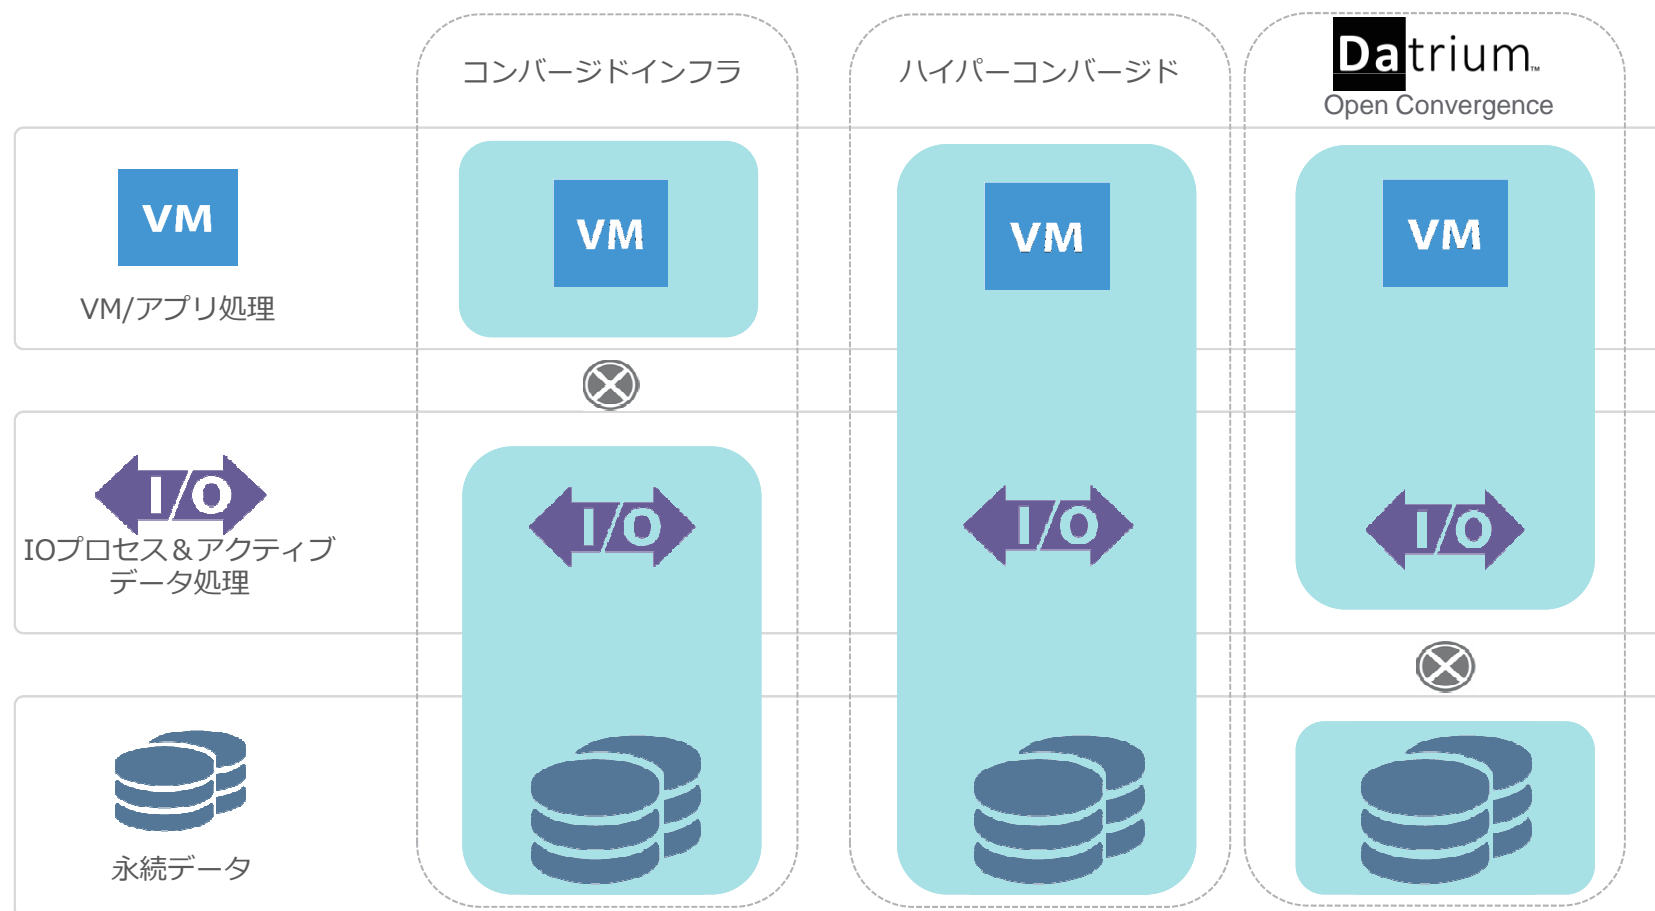 コンバージドインフラ
ハイパーコンバージド
Datrium™
Open Convergence
VM
VM/アプリ処理
VM
VM
VM
I/O
IOプロセス&アクティブ
データ処理
I/O
I/O
I/O
永続データ